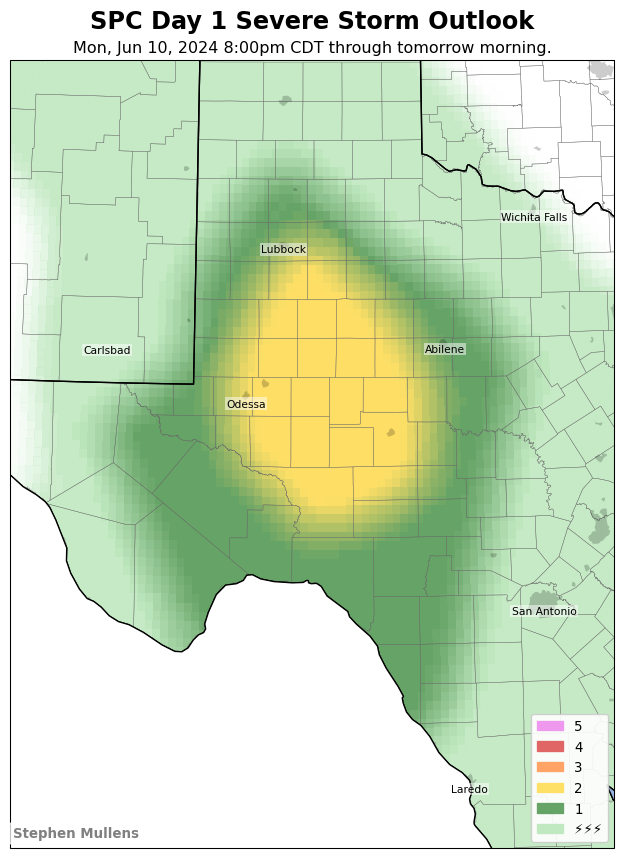 SPC Day 1 Severe Storm Outlook
Mon, Jun 10, 2024 8:00pm CDT through tomorrow morning.
Wichita Falls
Lubbock
Carlsbad
Abilene
Odessa
San Antonio
Laredo
5
4
3
2
1
⚡⚡⚡
Stephen Mullens